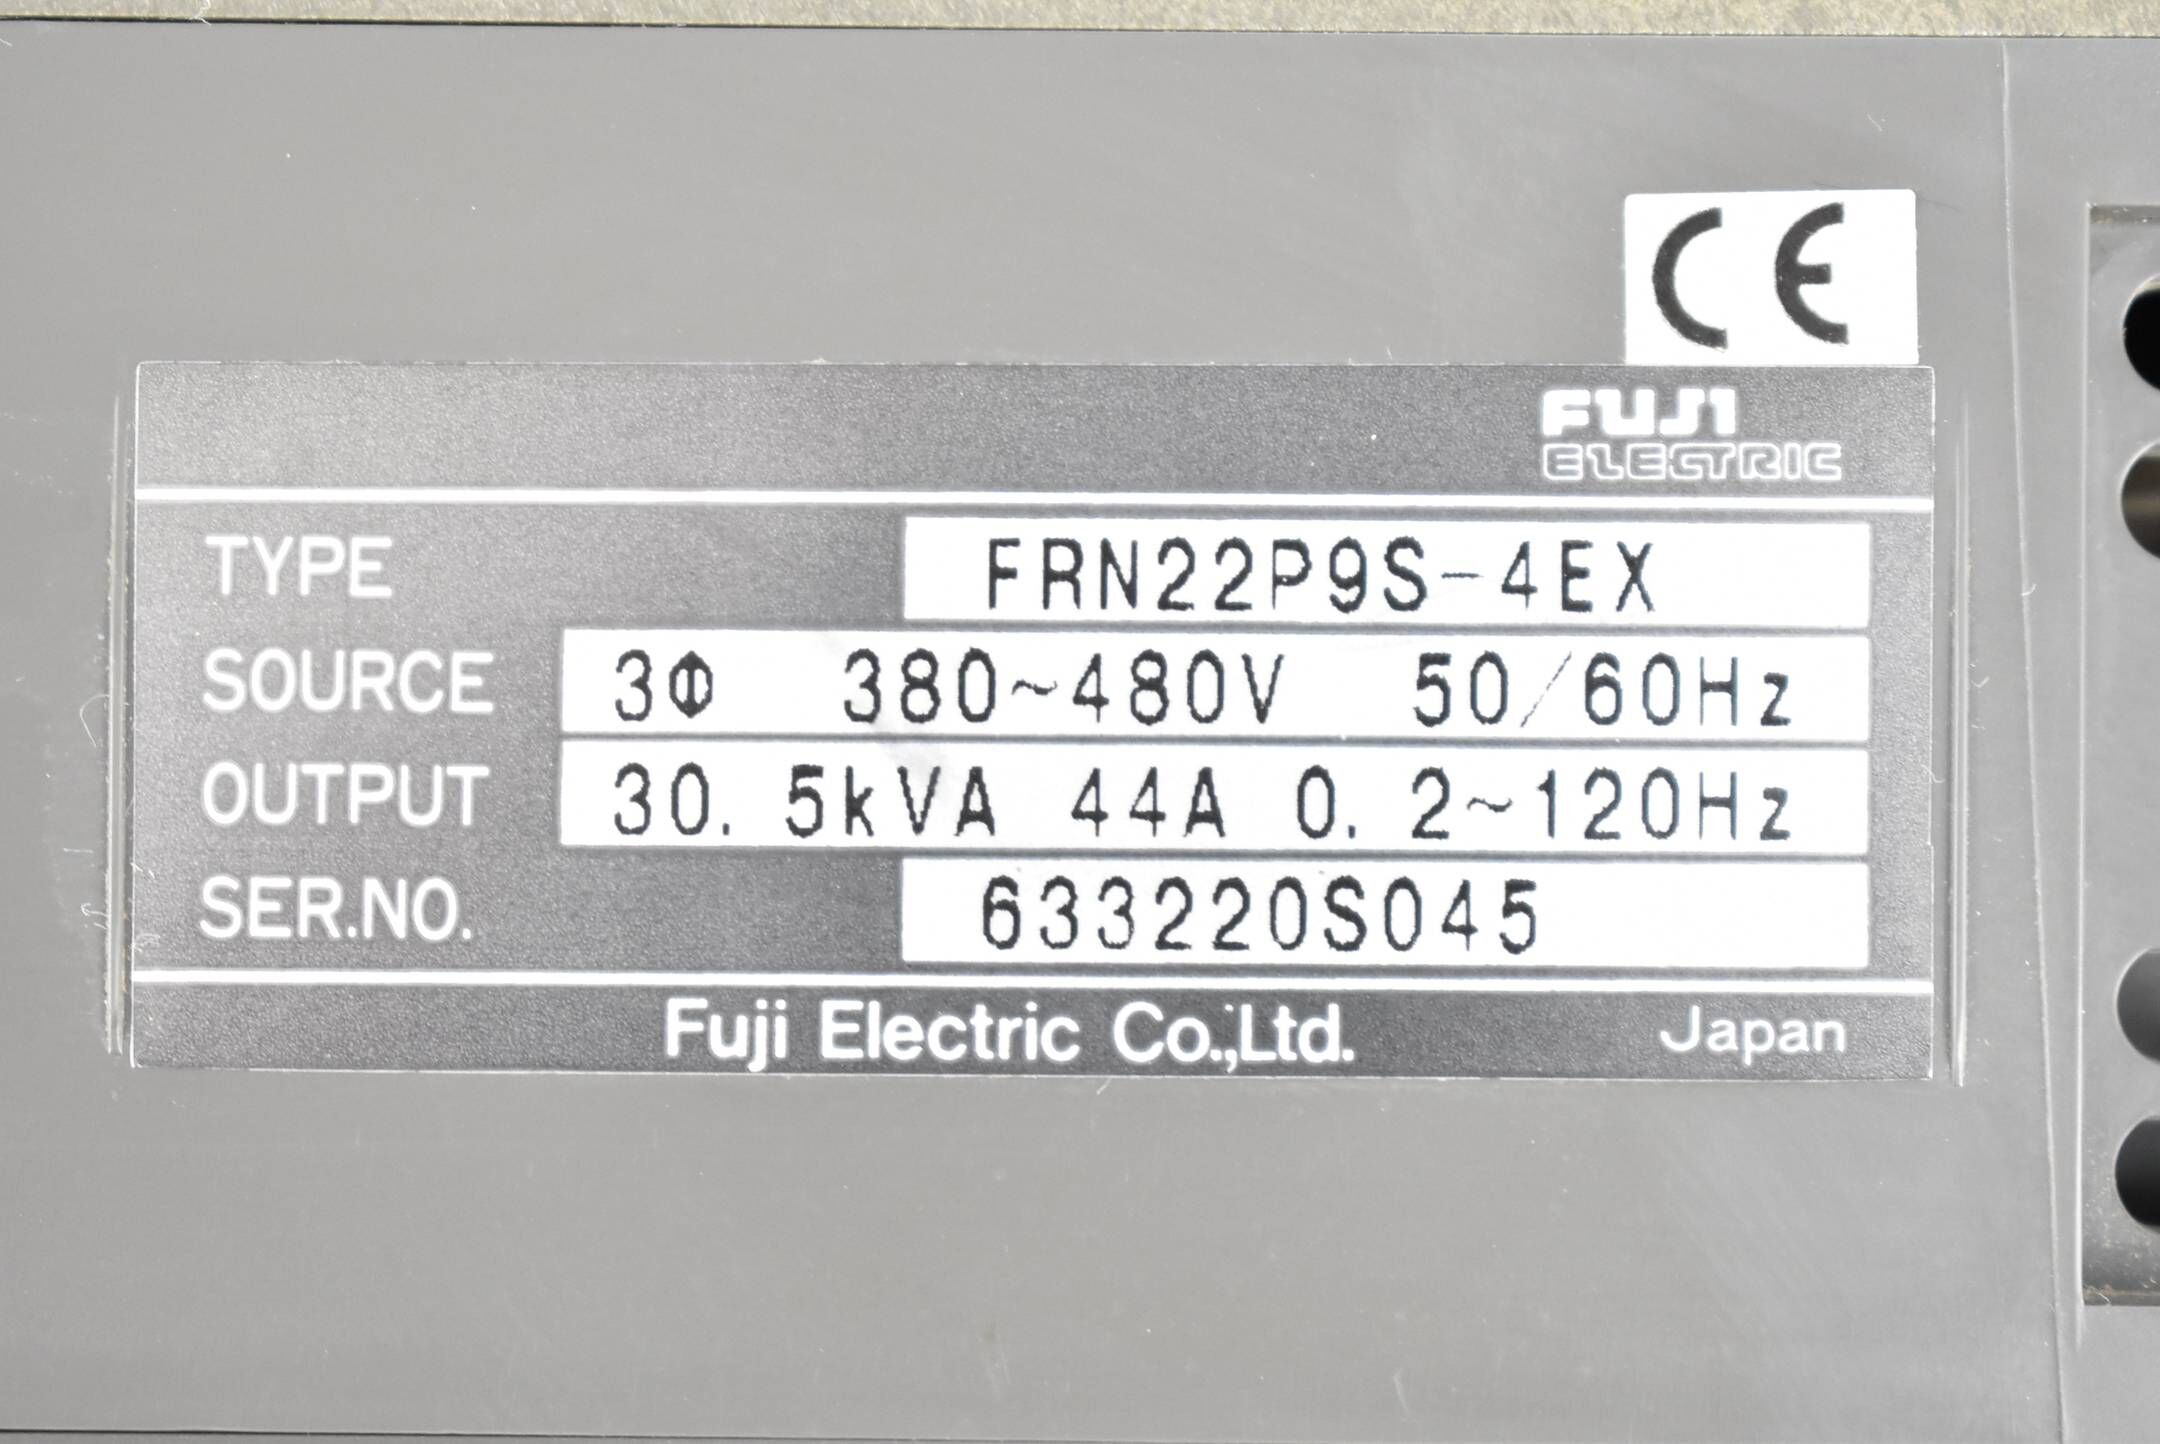 CE
FUJI
ELECTRIC
TYPE FRN22P9S-4EX
SOURCE 3Φ 380~480V 50/60Hz
OUTPUT 30.5kVA 44A 0.2~120Hz
SER.NO. 633220S045
Fuji Electric Co.,Ltd. Japan